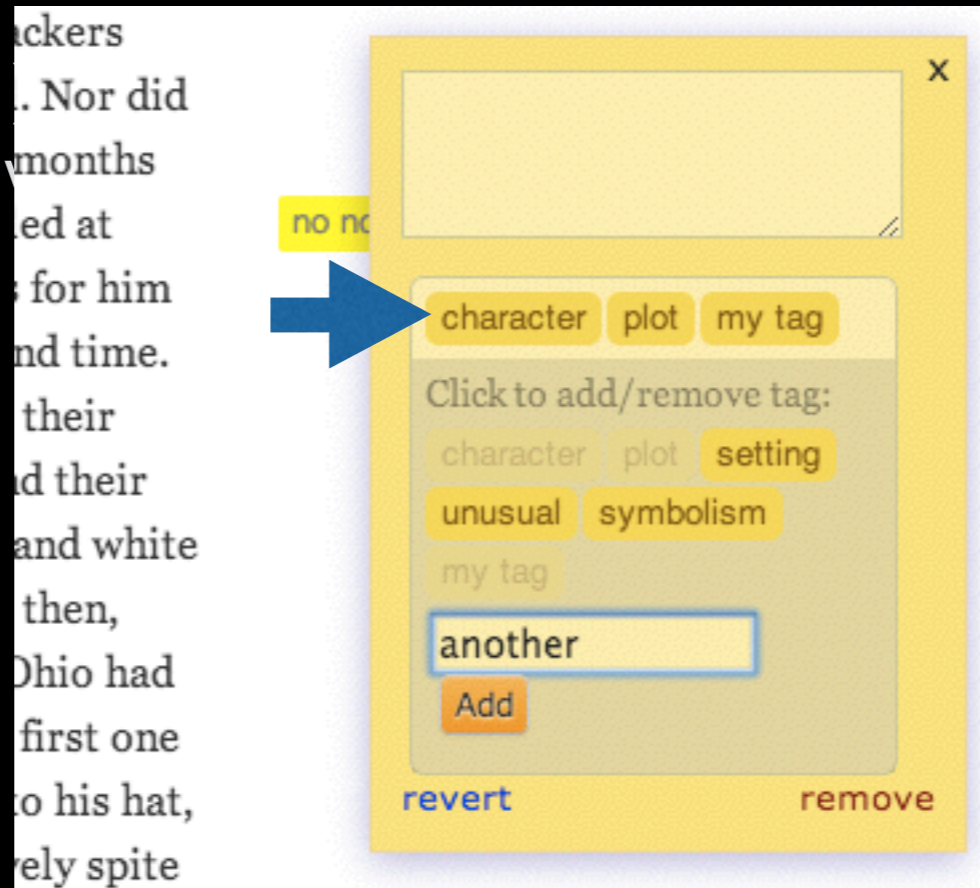 ackers
. Nor did
months
ed at
for him
nd time.
their
d their
and white
then,
Ohio had
first one
to his hat,
ely spite
no no
x
character plot my tag
Click to add/remove tag:
character plot setting
unusual symbolism
my tag
another
Add
revert remove